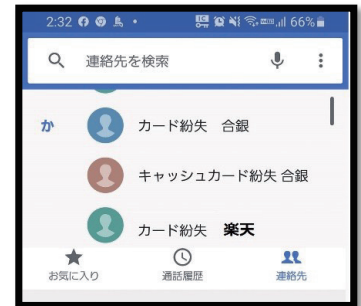 2:32 66%
連絡先を検索
か カード紛失 合銀
キャッシュカード紛失 合銀
カード紛失 楽天
お気に入り 通話履歴 連絡先